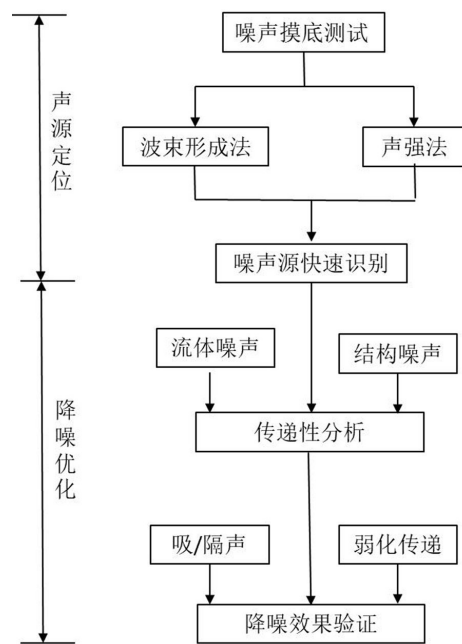 噪声摸底测试
声源定位
波束形成法
声强法
噪声源快速识别
流体噪声
结构噪声
降噪优化
传递性分析
吸/隔声
弱化传递
降噪效果验证